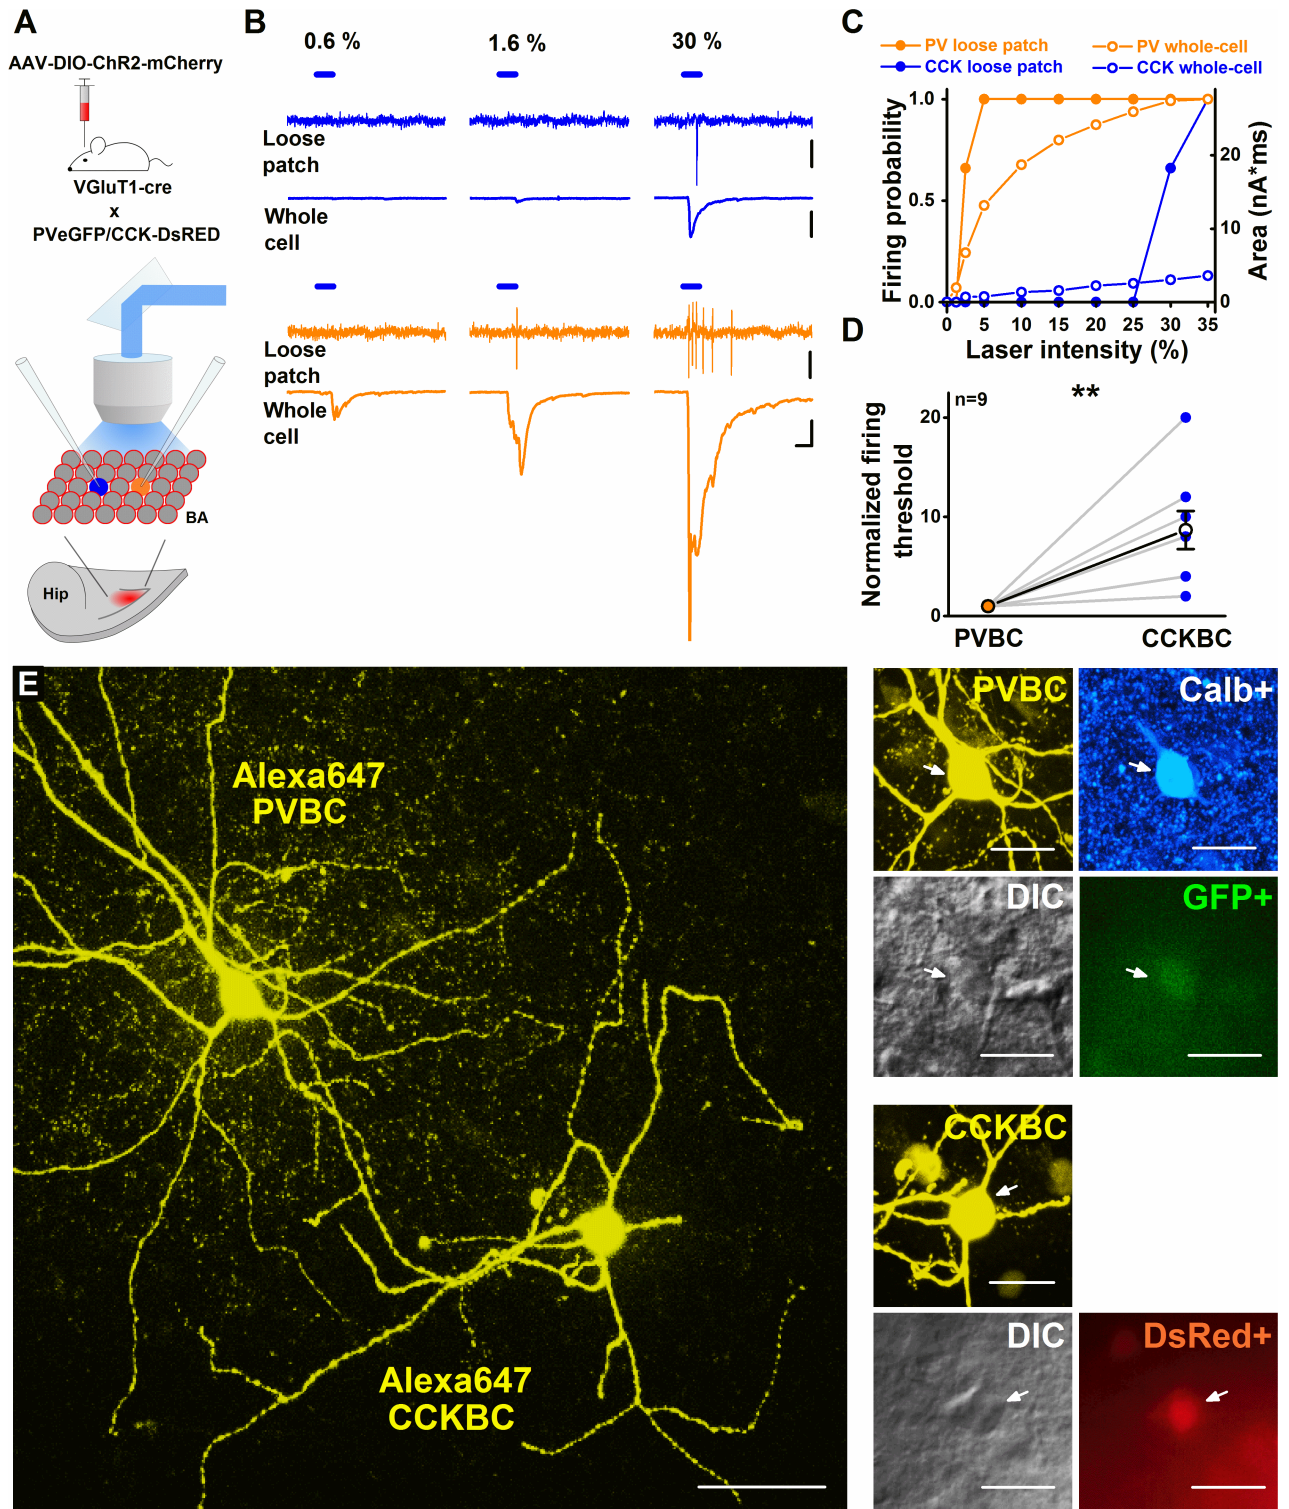 A
AAV-DIO-ChR2-mCherry
VGluT1-cre
x
PVeGFP/CCK-DsRED
BA
Hip
B
0.6 %
1.6 %
30 %
Loose
patch
Whole
cell
Loose
patch
Whole
cell
C
PV loose patch
PV whole-cell
CCK loose patch
CCK whole-cell
Firing probability
1.0
0.5
0.0
Area (nA*ms)
20
10
0
0
5
10
15
20
25
30
35
Laser intensity (%)
D
n=9
**
Normalized firing
threshold
20
10
0
PVBC
CCKBC
E
Alexa647
PVBC
Alexa647
CCKBC
PVBC
Calb+
DIC
GFP+
CCKBC
DIC
DsRed+